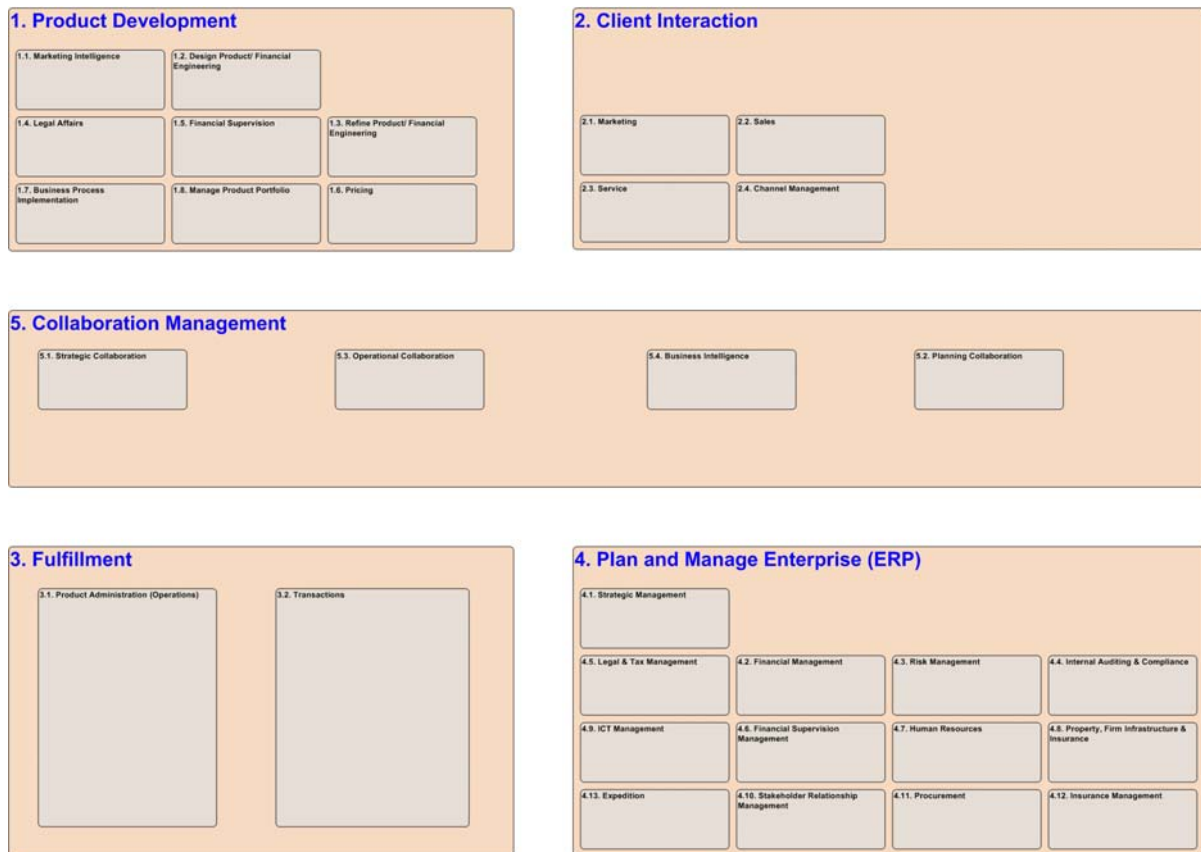 1. Product Development
1.1. Marketing Intelligence
1.2. Design Product/ Financial
Engineering
1.4. Legal Affairs
1.5. Financial Supervision
1.3. Refine Product/ Financial
Engineering
1.7. Business Process
Implementation
1.8. Manage Product Portfolio
1.6. Pricing
2. Client Interaction
2.1. Marketing
2.2. Sales
2.3. Service
2.4. Channel Management
5. Collaboration Management
5.1. Strategic Collaboration
5.3. Operational Collaboration
5.4. Business Intelligence
5.2. Planning Collaboration
3. Fulfillment
3.1. Product Administration (Operations)
3.2. Transactions
4. Plan and Manage Enterprise (ERP)
4.1. Strategic Management
4.5. Legal & Tax Management
4.2. Financial Management
4.3. Risk Management
4.4. Internal Auditing & Compliance
4.9. ICT Management
4.6. Financial Supervision
Management
4.7. Human Resources
4.8. Property, Firm Infrastructure &
Insurance
4.13. Expedition
4.10. Stakeholder Relationship
Management
4.11. Procurement
4.12. Insurance Management